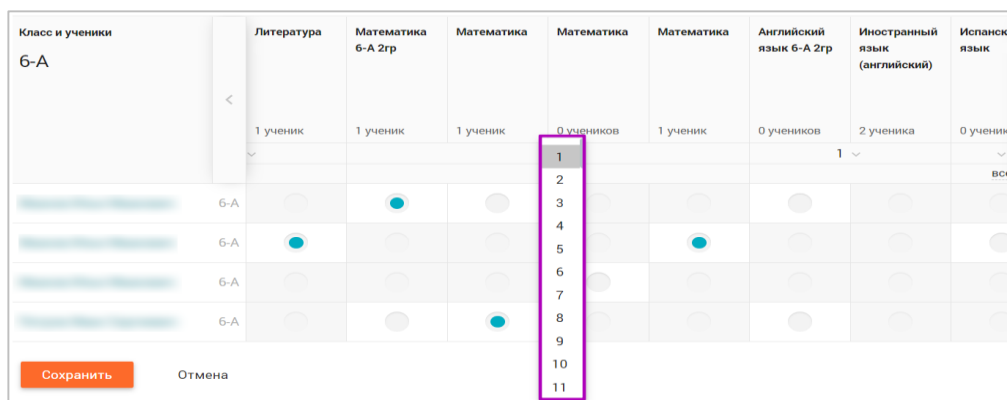 Класс и ученики
6-А
<
Литература
1 ученик
Математика
6-А 2гр
1 ученик
Математика
1 ученик
Математика
0 учеников
Математика
1 ученик
Английский
язык 6-А 2гр
0 учеников
Иностранный
язык
(английский)
2 ученика
Испанск
язык
0 ученик
1
все
1
2
3
4
5
6
7
8
9
10
11
6-А
6-А
6-А
6-А
Сохранить
Отмена